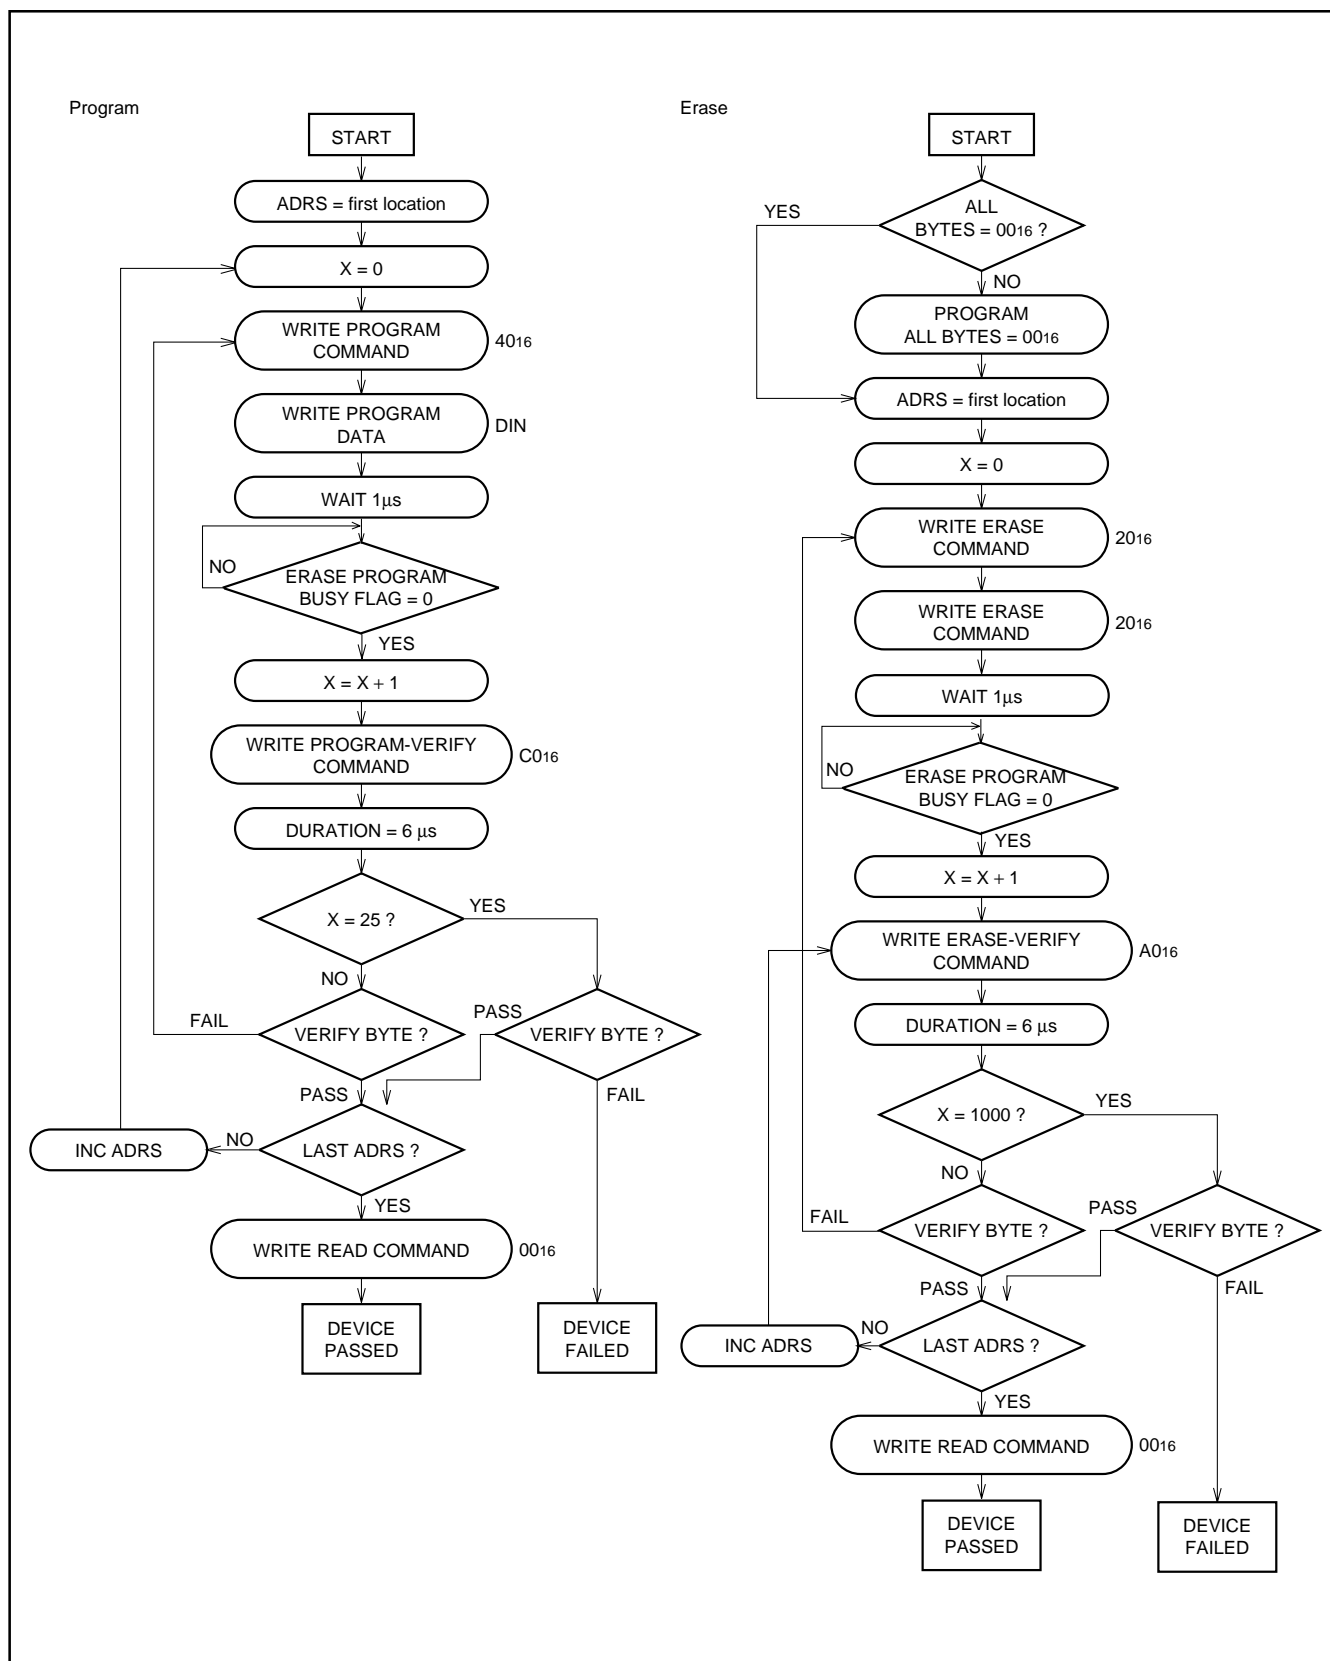 Program
START
ADRS = first location
X = 0
WRITE PROGRAM
COMMAND
4016
WRITE PROGRAM
DATA
DIN
WAIT 1μs
NO
ERASE PROGRAM
BUSY FLAG = 0
YES
X = X + 1
WRITE PROGRAM-VERIFY
COMMAND
C016
DURATION = 6 μs
X = 25 ?
YES
NO
FAIL
VERIFY BYTE ?
PASS
VERIFY BYTE ?
PASS
FAIL
INC ADRS
NO
LAST ADRS ?
YES
WRITE READ COMMAND
0016
DEVICE
PASSED
DEVICE
FAILED
Erase
START
YES
ALL
BYTES = 0016 ?
NO
PROGRAM
ALL BYTES = 0016
ADRS = first location
X = 0
WRITE ERASE
COMMAND
2016
WRITE ERASE
COMMAND
2016
WAIT 1μs
NO
ERASE PROGRAM
BUSY FLAG = 0
YES
X = X + 1
WRITE ERASE-VERIFY
COMMAND
A016
DURATION = 6 μs
X = 1000 ?
YES
NO
FAIL
VERIFY BYTE ?
PASS
VERIFY BYTE ?
PASS
FAIL
INC ADRS
NO
LAST ADRS ?
YES
WRITE READ COMMAND
0016
DEVICE
PASSED
DEVICE
FAILED